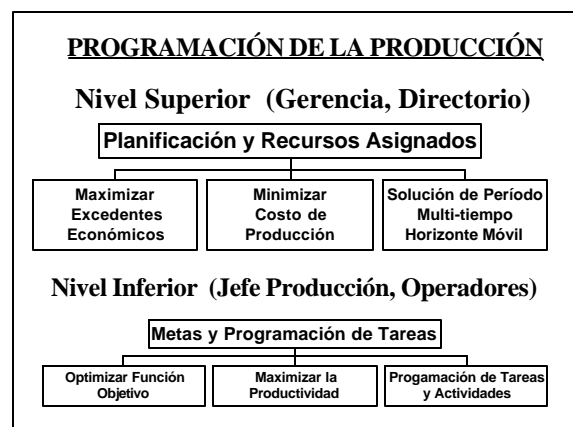 PROGRAMACIÓN DE LA PRODUCCIÓN
Nivel Superior (Gerencia, Directorio)
Planificación y Recursos Asignados
Maximizar
Excedentes
Económicos
Minimizar
Costo de
Producción
Solución de Período
Multi-tiempo
Horizonte Móvil
Nivel Inferior (Jefe Producción, Operadores)
Metas y Programación de Tareas
Optimizar Función
Objetivo
Maximizar la
Productividad
Progamación de Tareas
y Actividades